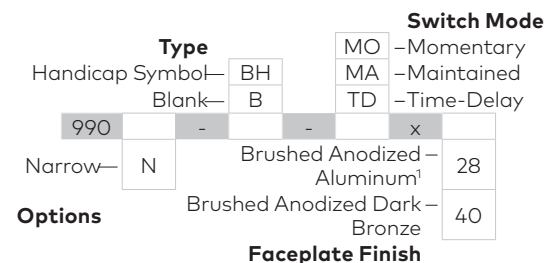 Switch Mode
Type
MO –Momentary
Handicap Symbol— BH
MA –Maintained
Blank— B
TD –Time-Delay
990 - - x
Narrow— N
Brushed Anodized –
Aluminum¹
28
Options
Brushed Anodized Dark –
Bronze
40
Faceplate Finish